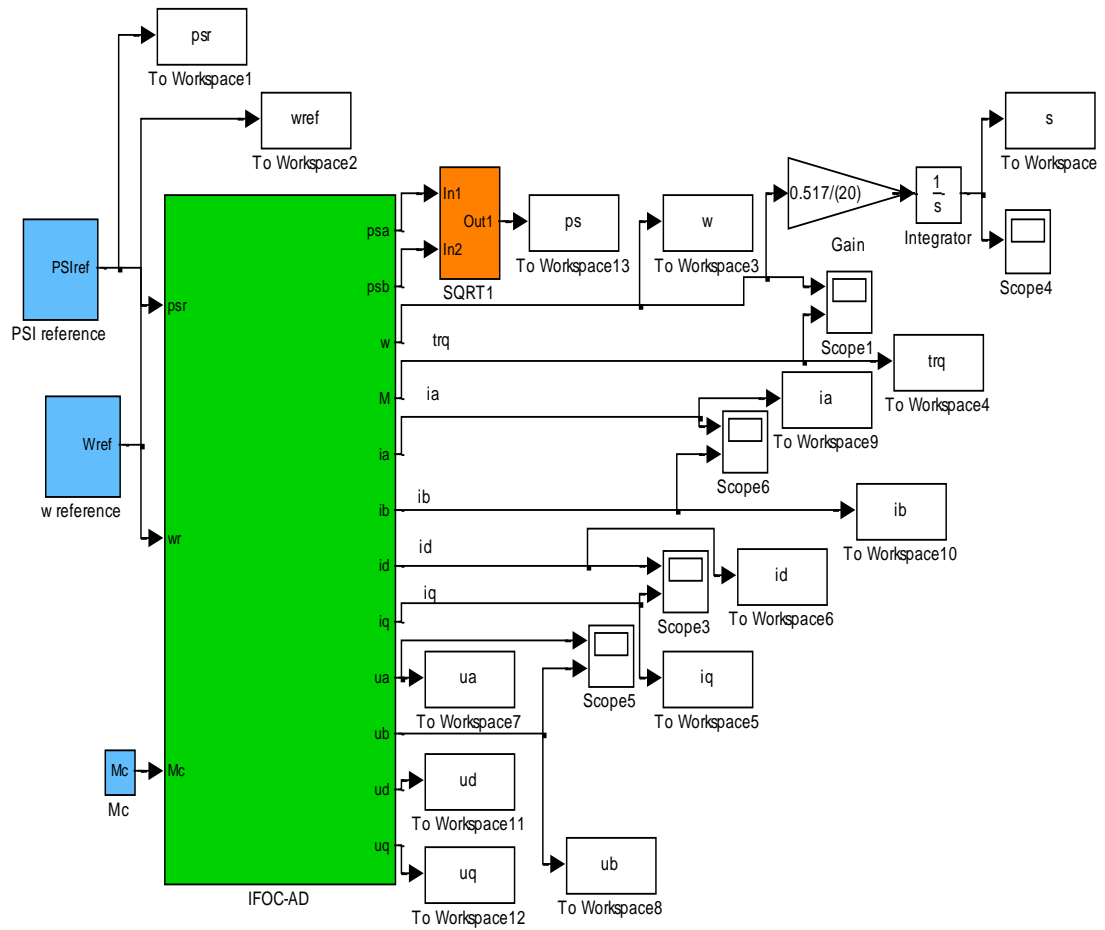 psr
To Workspace1
wref
To Workspace2
s
To Workspace
In1
In2
Out1
SQRT1
ps
To Workspace13
w
To Workspace3
0.517/(20)
Gain
1
s
Integrator
Scope4
PSIref
PSI reference
psr
psa
psb
w
trq
Scope1
trq
To Workspace4
M
ia
ia
To Workspace9
Wref
w reference
ia
Scope6
ib
ib
ib
To Workspace10
wr
id
id
Scope3
id
To Workspace6
iq
iq
Scope5
iq
To Workspace5
ua
ua
To Workspace7
ub
Mc
Mc
Mc
ud
ud
To Workspace11
uq
uq
To Workspace12
ub
To Workspace8
IFOC-AD